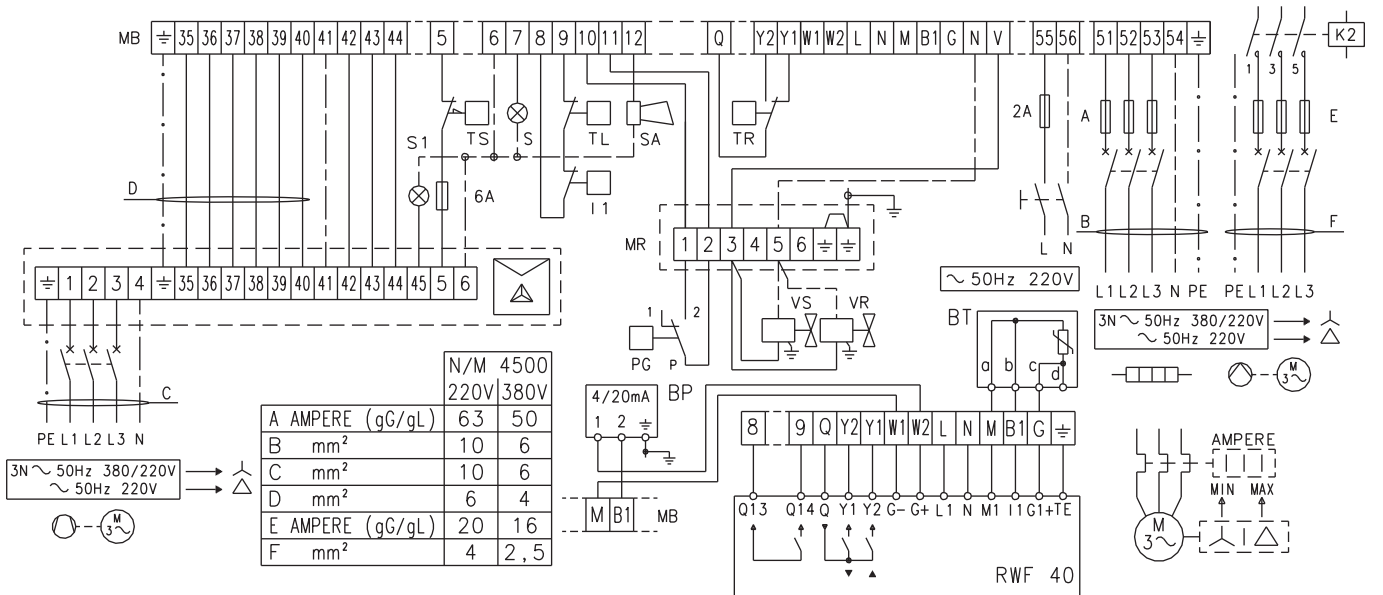 MB 35 36 37 38 39 40 41 42 43 44 5 6 7 8 9 10 11 12 Q Y2 Y1 W1 W2 L N M B1 G N V 55 56 51 52 53 54
K2
1 3 5
TS S TL SA TR
2A A E
S1
6A
I1
D
B F
L N
MR 1 2 3 4 5 6
1 2 3 4 35 36 37 38 39 40 41 42 43 44 45 5 6
~ 50Hz 220V
L1 L2 L3 N PE PE L1 L2 L3
3N ~ 50Hz 380/220V
~ 50Hz 220V
VS VR
1 2
PG P
BT
a b c d
M
3~
C
PE L1 L2 L3 N
3N ~ 50Hz 380/220V
~ 50Hz 220V
M
3~
N/M 4500
220V 380V
A AMPERE (gG/gL) 63 50
B mm² 10 6
C mm² 10 6
D mm² 6 4
E AMPERE (gG/gL) 20 16
F mm² 4 2,5
4/20mA BP
1 2
M B1 MB
8 9 Q Y2 Y1 W1 W2 L N M B1 G
Q13 Q14 Q Y1 Y2 G- G+ L1 N M1 I1 G1+ TE
RWF 40
AMPERE
MIN MAX
M
3~